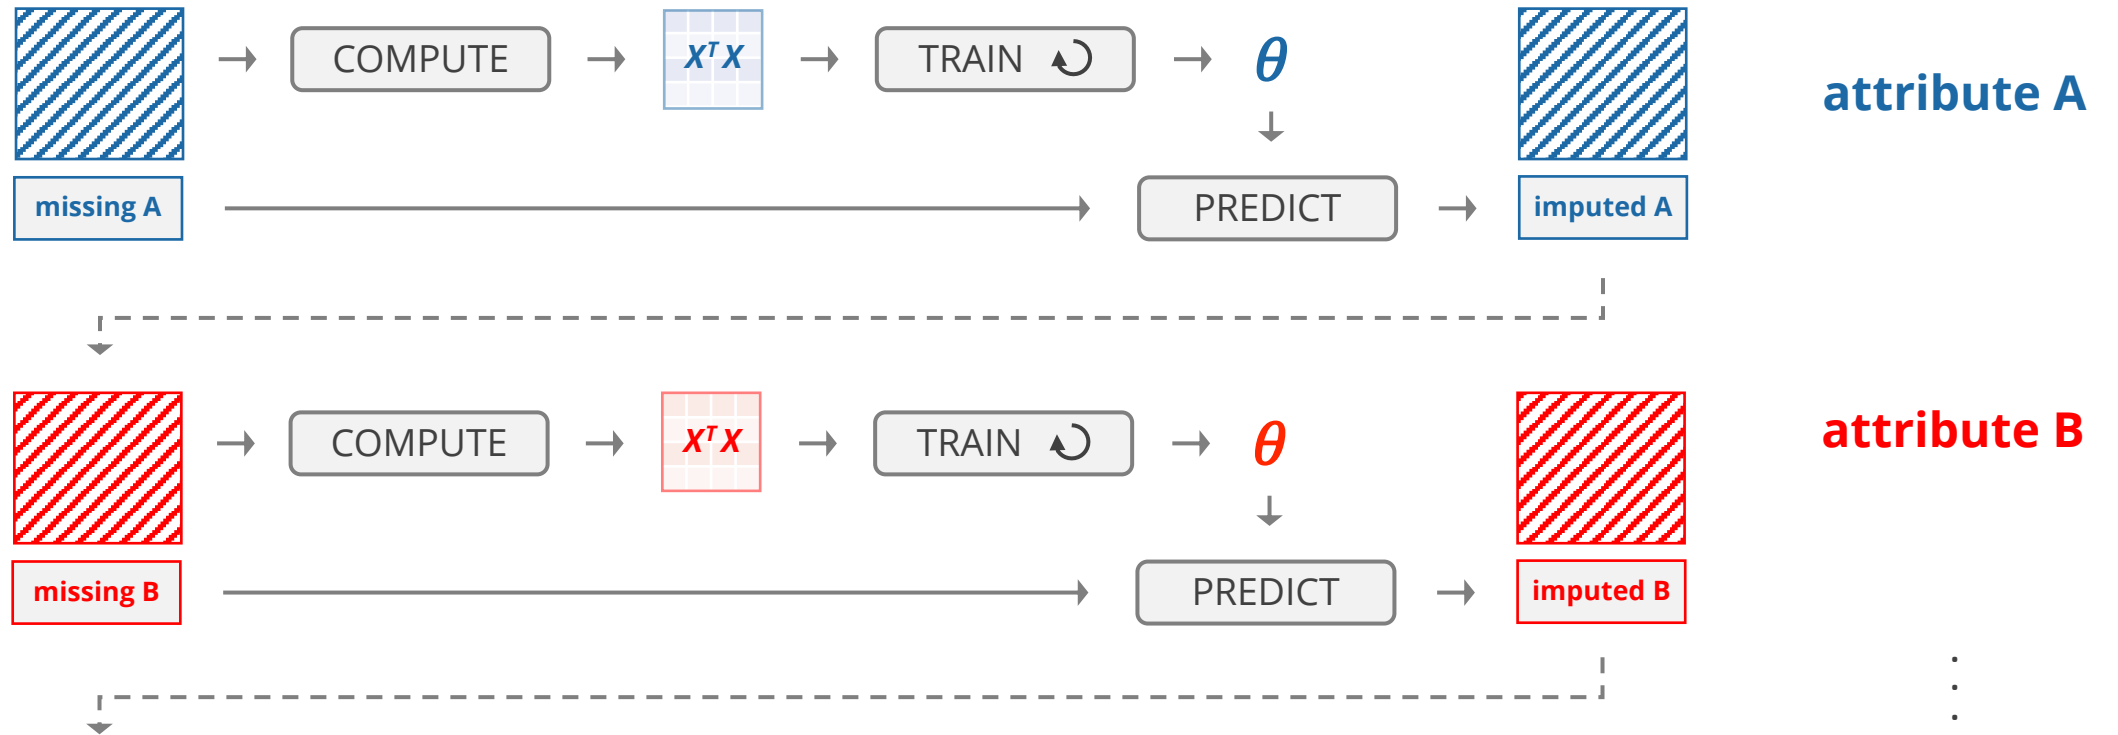 COMPUTE
XᵀX
TRAIN
θ
attribute A
missing A
PREDICT
imputed A
COMPUTE
XᵀX
TRAIN
θ
attribute B
missing B
PREDICT
imputed B